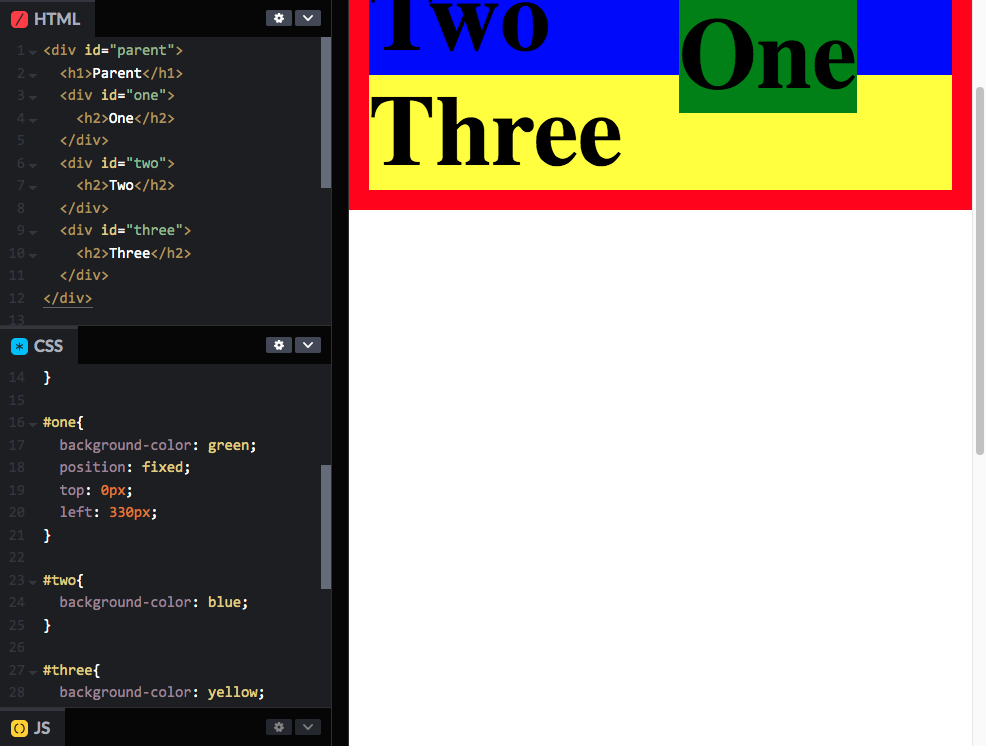 HTML
1 <div id="parent">
2 <h1>Parent</h1>
3 <div id="one">
4 <h2>One</h2>
5 </div>
6 <div id="two">
7 <h2>Two</h2>
8 </div>
9 <div id="three">
10 <h2>Three</h2>
11 </div>
12 </div>
13
CSS
14 }
15
16 #one{
17 background-color: green;
18 position: fixed;
19 top: 0px;
20 left: 330px;
21 }
22
23 #two{
24 background-color: blue;
25 }
26
27 #three{
28 background-color: yellow;
JS
Two
One
Three